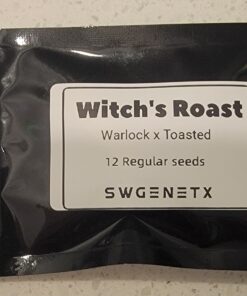 Witch's Roast
Warlock x Toasted
12 Regular seeds
SWGENETX